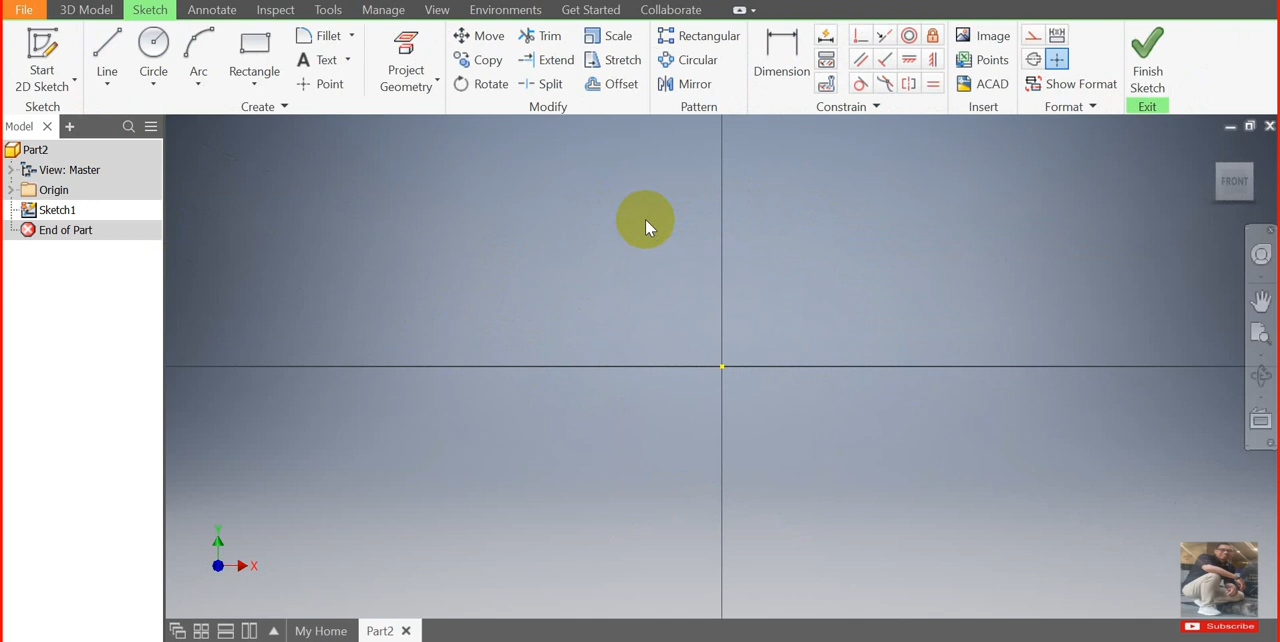 File 3D Model Sketch Annotate Inspect Tools Manage View Environments Get Started Collaborate
Start
2D Sketch
Line
Circle
Arc
Rectangle
Fillet
Text
Point
Project
Geometry
Move
Copy
Rotate
Trim
Extend
Split
Scale
Stretch
Offset
Rectangular
Circular
Mirror
Dimension
Image
Points
ACAD
Show Format
Finish
Sketch
Sketch
Create
Modify
Pattern
Constrain
Insert
Format
Exit
Model
Part2
View: Master
Origin
Sketch1
End of Part
FRONT
Y
X
My Home
Part2
Subscribe